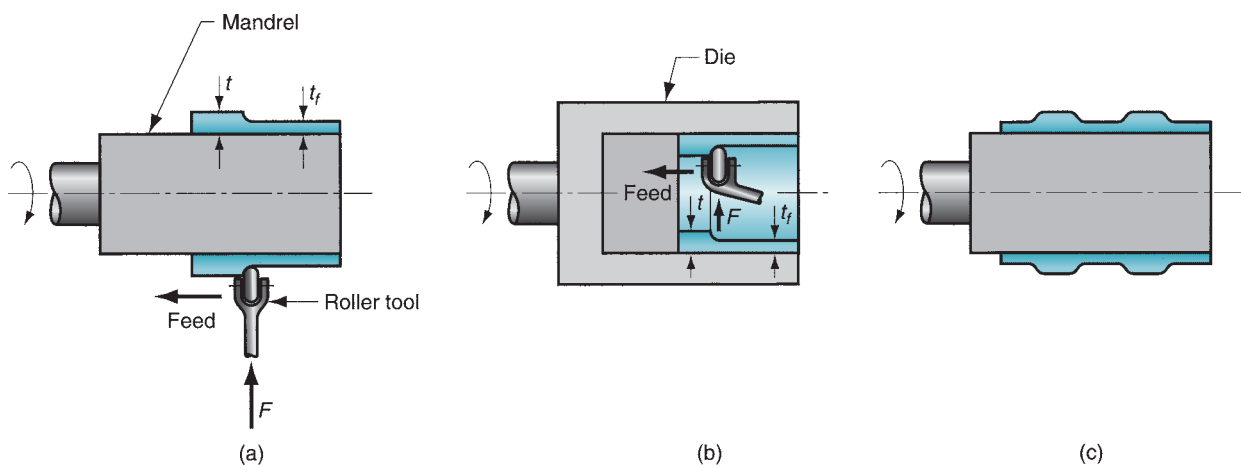 Mandrel
t
t_f
Feed
Roller tool
F
(a)
Die
Feed
t
F
t_f
(b)
(c)